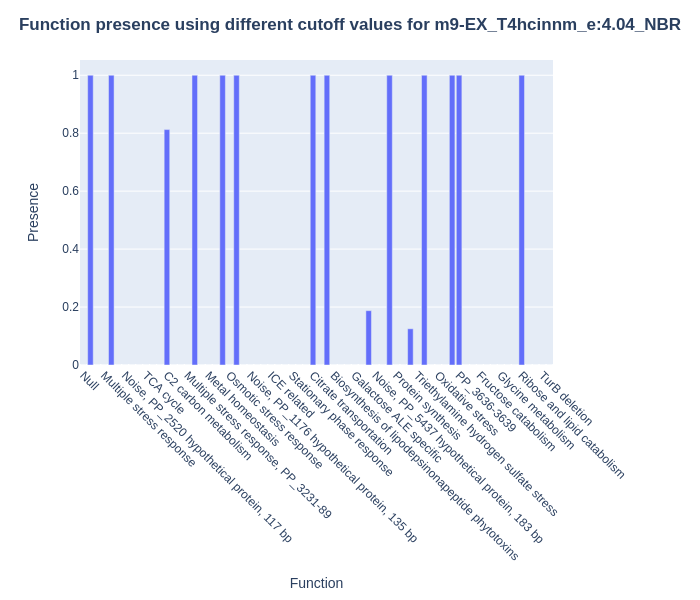 Function presence using different cutoff values for m9-EX_T4hcinnm_e:4.04_NBR
1
0.8
0.6
0.4
0.2
0
Presence
Null
Multiple stress response
Noise, PP_2520 hypothetical protein, 117 bp
TCA cycle
C2 carbon metabolism
Multiple stress response, PP_3231-89
Metal homeostasis
Osmotic stress response
Noise, PP_1176 hypothetical protein, 135 bp
ICE related
Stationary phase response
Citrate transportation
Biosynthesis of lipodepsinonapeptide phytotoxins
Galactose ALE specific
Noise, PP_5437 hypothetical protein, 183 bp
Protein synthesis
Triethylamine hydrogen sulfate stress
Oxidative stress
PP_3636-3639
Fructose catabolism
Glycine metabolism
Ribose and lipid catabolism
TurB deletion
Function